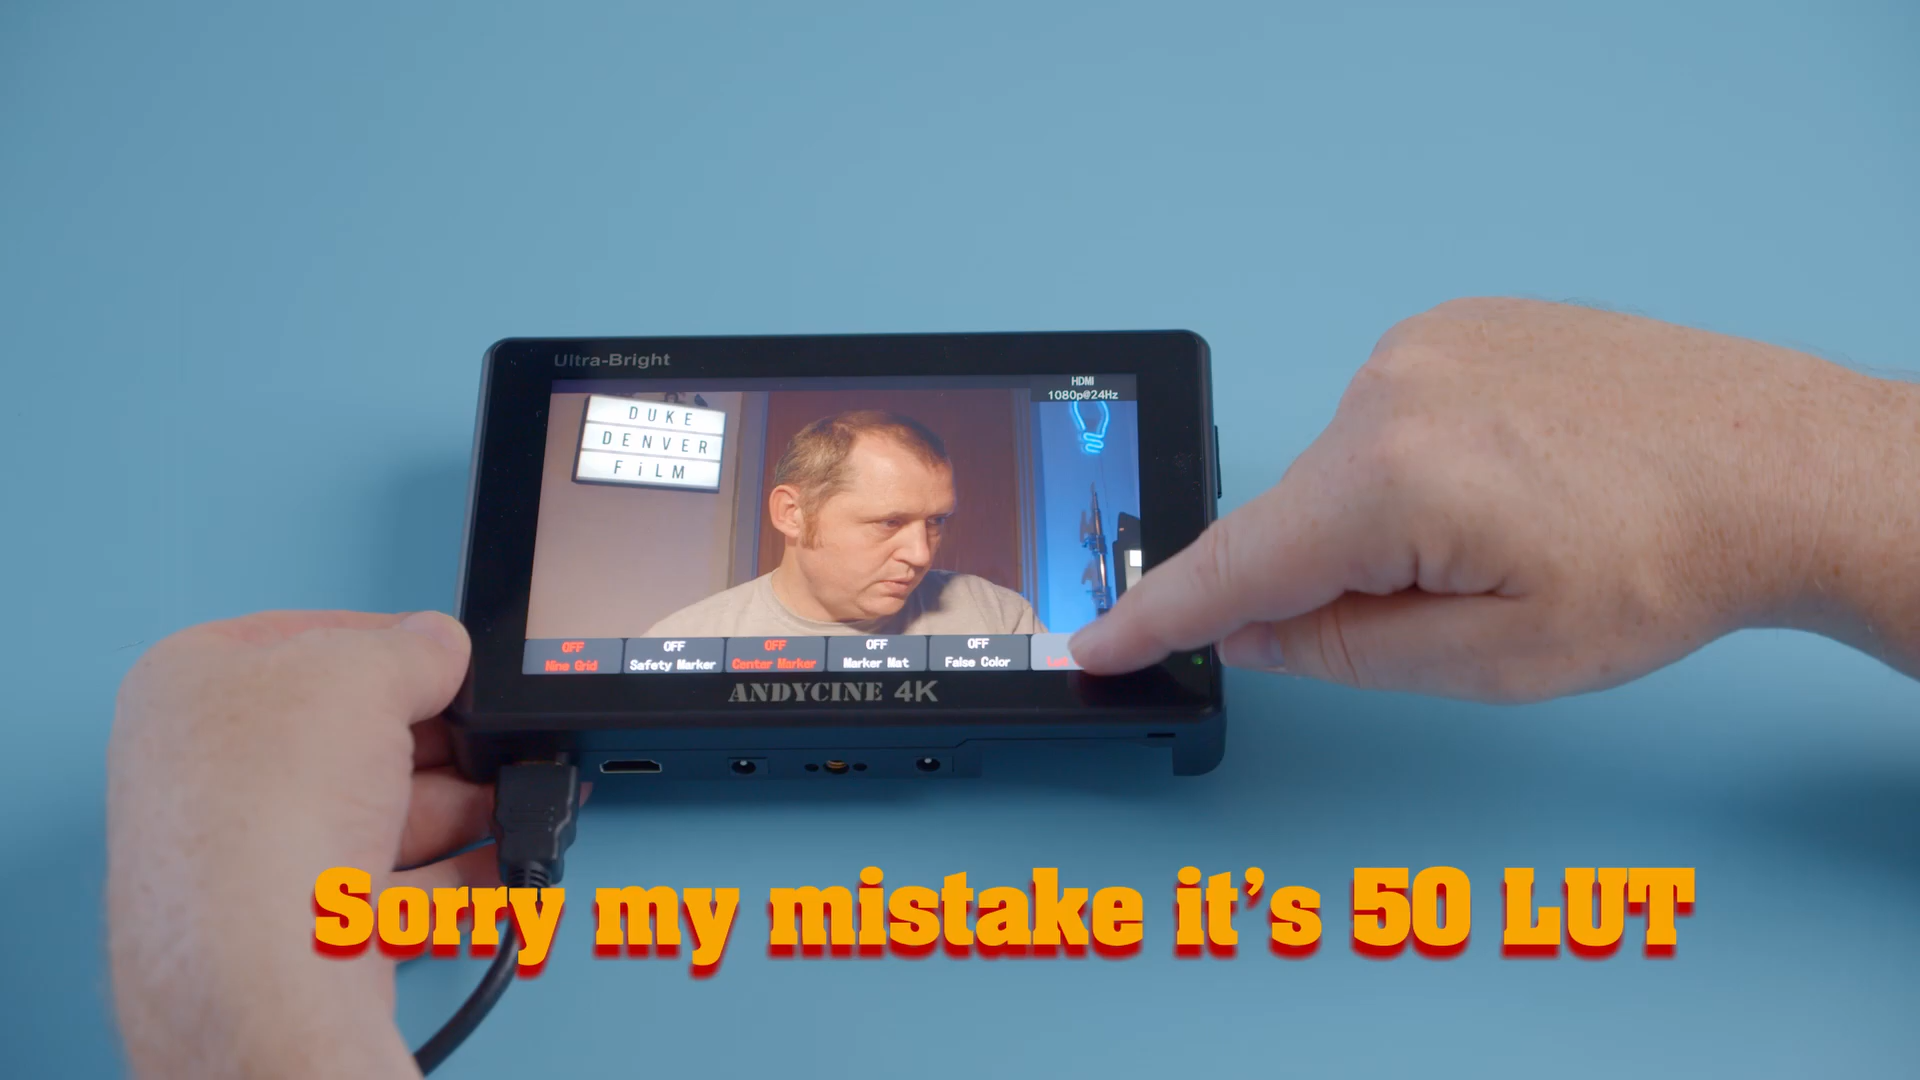 Ultra-Bright
HDMI
1080p@24Hz
DUKE
DENVER
FiLM
OFF OFF OFF OFF OFF
Nine Grid Safety Marker Center Marker Marker Mat False Color
ANDYCINE 4K
Sorry my mistake it's 50 LUT